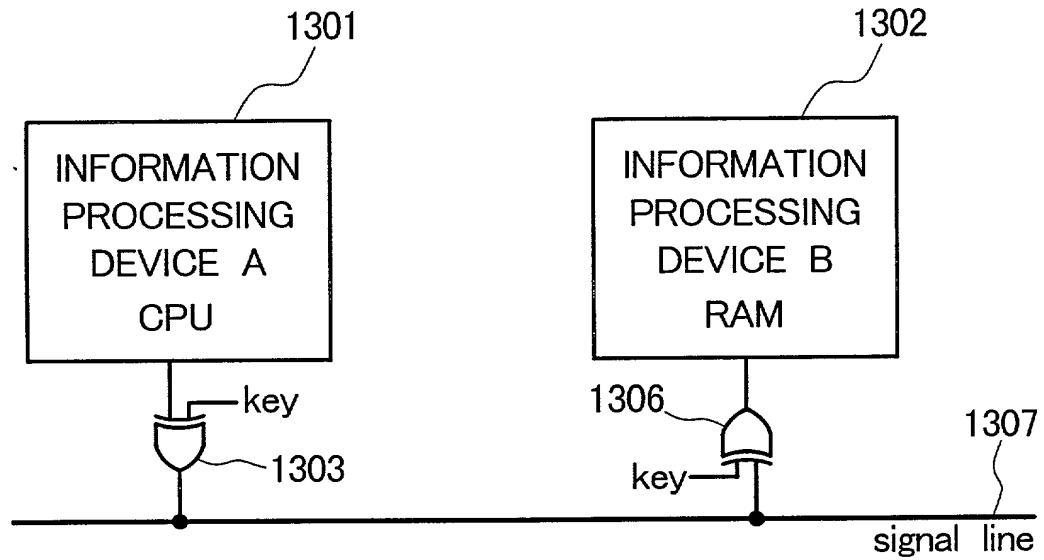 1301
1302
INFORMATION
PROCESSING
DEVICE A
CPU
INFORMATION
PROCESSING
DEVICE B
RAM
key
1303
1306
key
1307
signal line